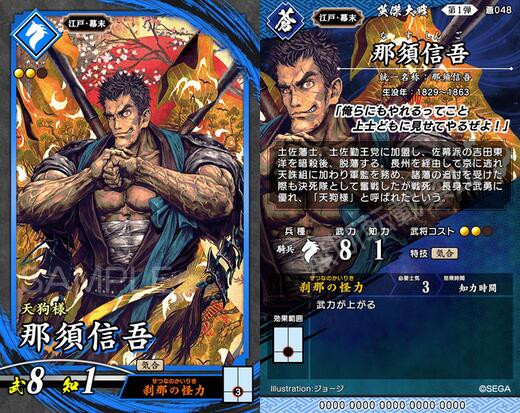 江戸・幕末
SAMPLE
天狗様
那須信吾
気合
武8 知1
せつなのかいりき
刹那の怪力
3
蒼
江戸・幕末
英傑大戦
第1弾
蒼048
なすしんご
那須信吾
統一名称:那須信吾
生没年:1829~1863
「俺らにもやれるってこと
上士どもに見せてやるぜよ!」
土佐藩士。土佐勤王党に加盟し、佐幕派の吉田東
洋を暗殺後、脱藩する。長州を経由して京に逃れ
天誅組に加わり軍監を務め、諸藩の追討を受けた
際も決死隊として奮戦したが戦死。長身で武勇に
優れ、「天狗様」と呼ばれたという。
兵種 武力 知力 武将コスト
騎兵 8 1 特技 気合
せつなのかいりき 必要士気 効果時間
刹那の怪力 3 知力時間
武力が上がる
効果範囲
Illustration:ジョージ
©SEGA
0000 0000 0000 0000 0000